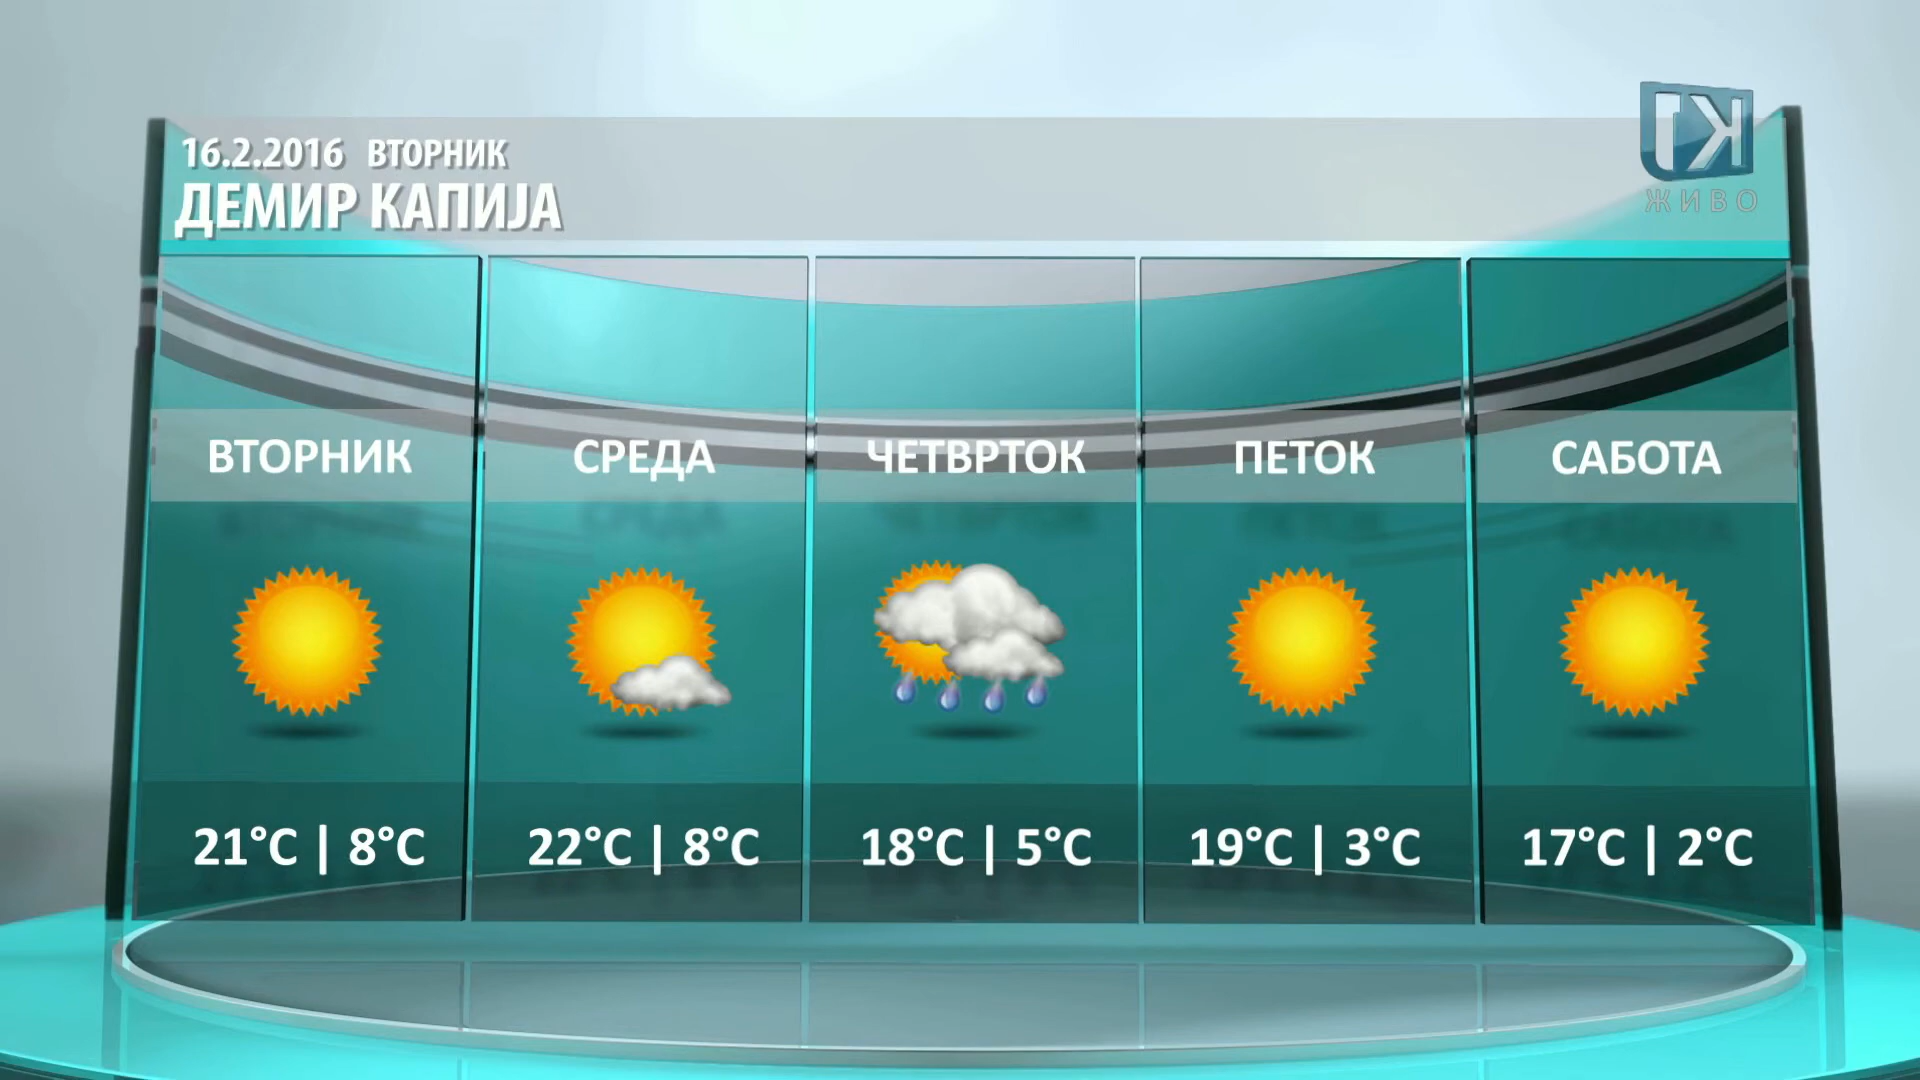 16.2.2016 ВТОРНИК
ДЕМИР КАПИЈА
ТК
ЖИВО
ВТОРНИК СРЕДА ЧЕТВРТОК ПЕТОК САБОТА
21°C | 8°C 22°C | 8°C 18°C | 5°C 19°C | 3°C 17°C | 2°C